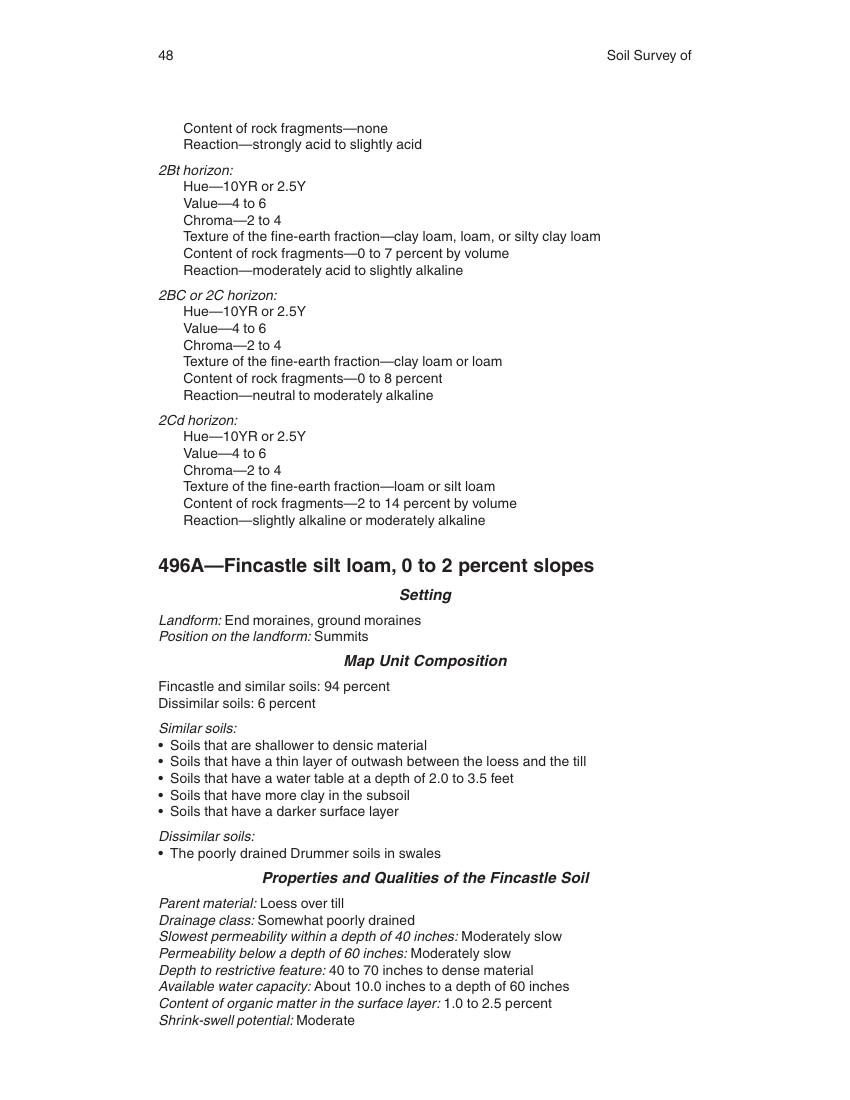 48
Soil Survey of
Content of rock fragments—none
Reaction—strongly acid to slightly acid
2Bt horizon:
Hue—10YR or 2.5Y
Value—4 to 6
Chroma—2 to 4
Texture of the fine-earth fraction—clay loam, loam, or silty clay loam
Content of rock fragments—0 to 7 percent by volume
Reaction—moderately acid to slightly alkaline
2BC or 2C horizon:
Hue—10YR or 2.5Y
Value—4 to 6
Chroma—2 to 4
Texture of the fine-earth fraction—clay loam or loam
Content of rock fragments—0 to 8 percent
Reaction—neutral to moderately alkaline
2Cd horizon:
Hue—10YR or 2.5Y
Value—4 to 6
Chroma—2 to 4
Texture of the fine-earth fraction—loam or silt loam
Content of rock fragments—2 to 14 percent by volume
Reaction—slightly alkaline or moderately alkaline
496A—Fincastle silt loam, 0 to 2 percent slopes
Setting
Landform: End moraines, ground moraines
Position on the landform: Summits
Map Unit Composition
Fincastle and similar soils: 94 percent
Dissimilar soils: 6 percent
Similar soils:
• Soils that are shallower to densic material
• Soils that have a thin layer of outwash between the loess and the till
• Soils that have a water table at a depth of 2.0 to 3.5 feet
• Soils that have more clay in the subsoil
• Soils that have a darker surface layer
Dissimilar soils:
• The poorly drained Drummer soils in swales
Properties and Qualities of the Fincastle Soil
Parent material: Loess over till
Drainage class: Somewhat poorly drained
Slowest permeability within a depth of 40 inches: Moderately slow
Permeability below a depth of 60 inches: Moderately slow
Depth to restrictive feature: 40 to 70 inches to dense material
Available water capacity: About 10.0 inches to a depth of 60 inches
Content of organic matter in the surface layer: 1.0 to 2.5 percent
Shrink-swell potential: Moderate